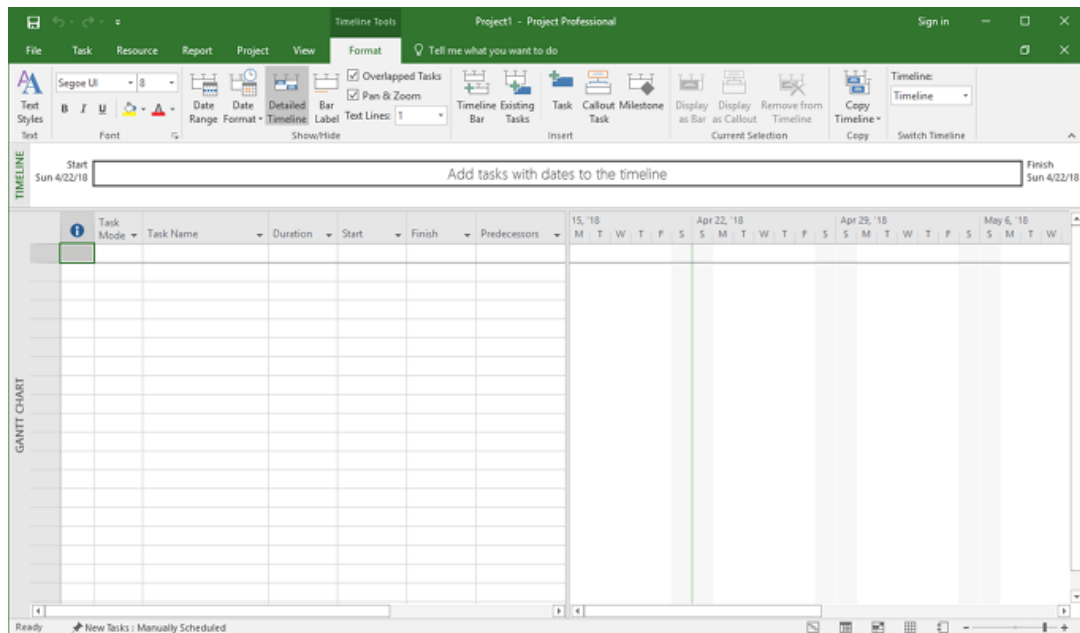 Timeline Tools
Project1 - Project Professional
Sign in
File Task Resource Report Project View Format Tell me what you want to do
Text Styles
Segoe UI 8
B I U A
Date Range
Date Format
Detailed Timeline
Bar Label
Overlapped Tasks
Pan & Zoom
Text Lines: 1
Timeline Bar
Existing Tasks
Task
Callout Task
Milestone
Display as Bar
Display as Callout
Remove from Timeline
Copy Timeline
Timeline:
Timeline
Text Font Show/Hide Insert Current Selection Copy Switch Timeline
TIMELINE
Start
Sun 4/22/18
Add tasks with dates to the timeline
Finish
Sun 4/22/18
Task Mode Task Name Duration Start Finish Predecessors
15, '18 Apr 22, '18 Apr 29, '18 May 6, '18
M T W T F S S M T W T F S S M T W T F S S M T W
GANTT CHART
Ready New Tasks : Manually Scheduled